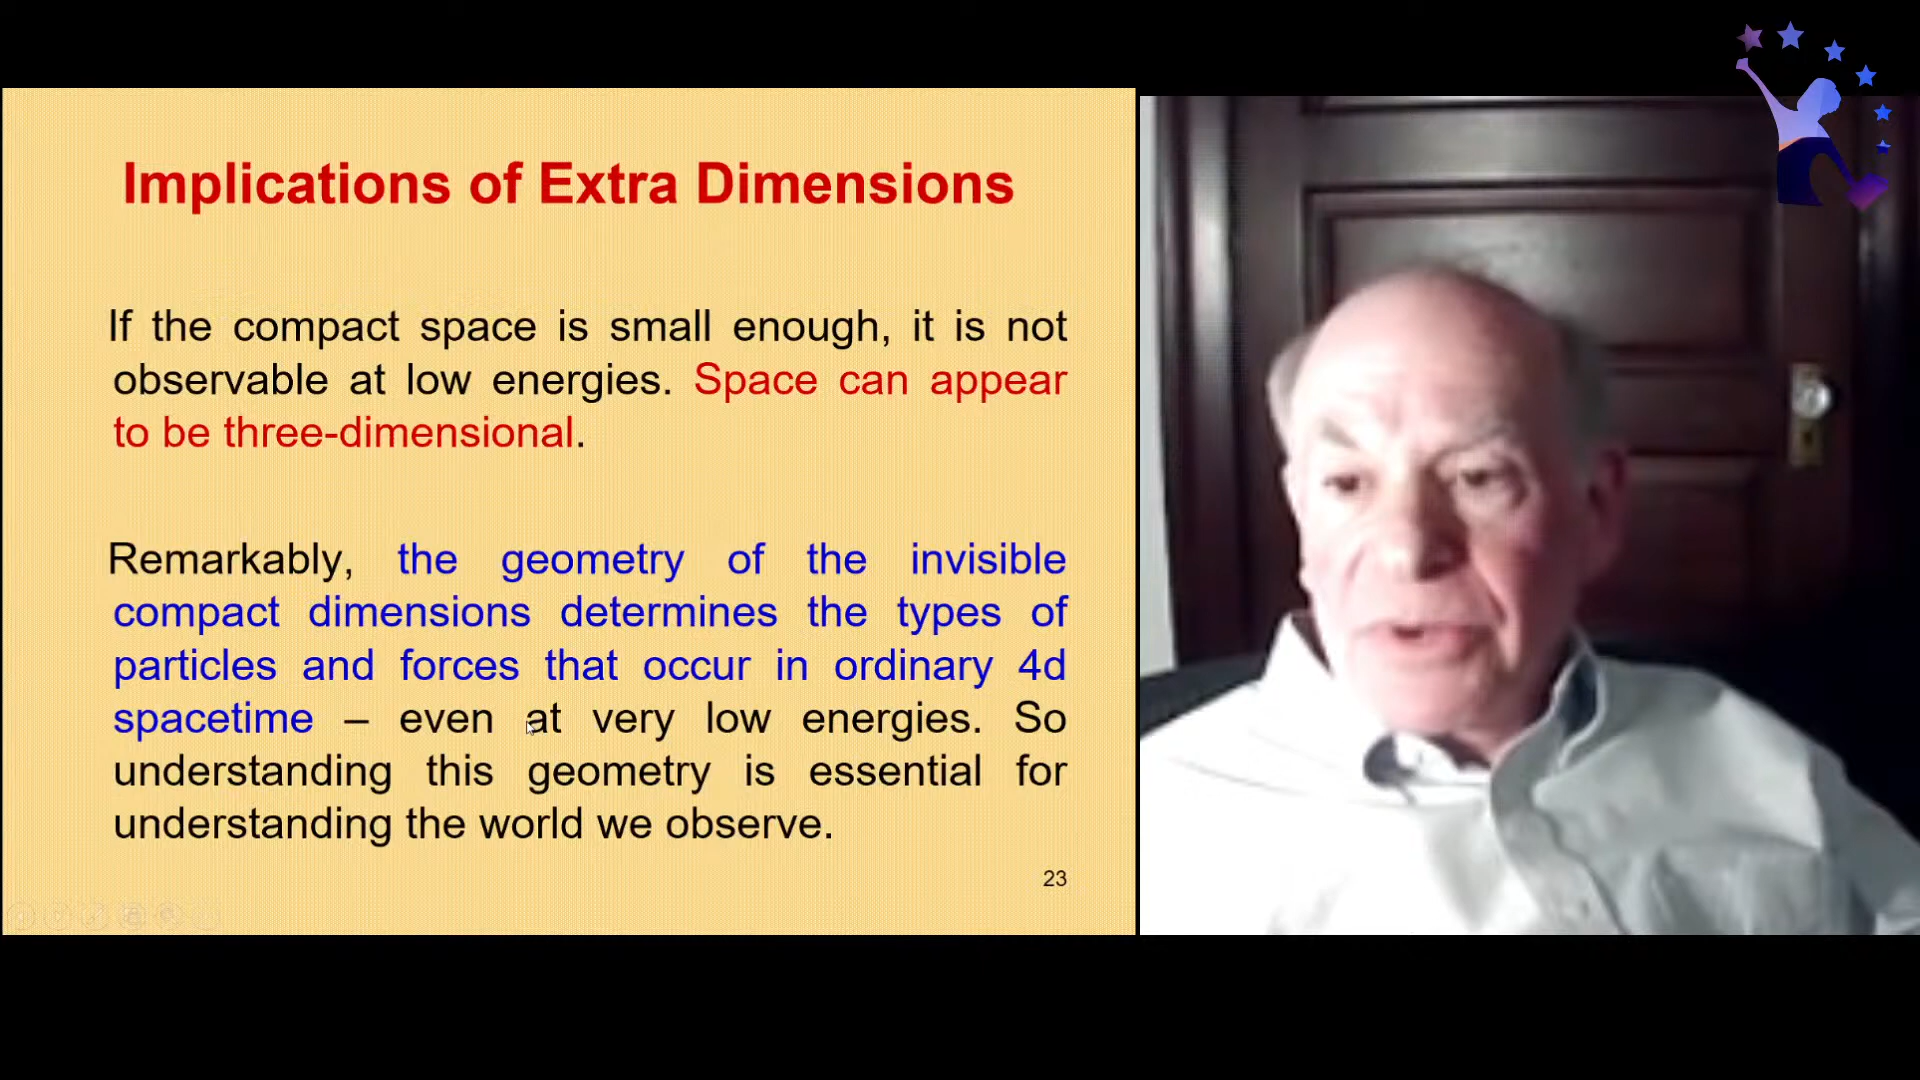 Implications of Extra Dimensions
If the compact space is small enough, it is not
observable at low energies. Space can appear
to be three-dimensional.
Remarkably, the geometry of the invisible
compact dimensions determines the types of
particles and forces that occur in ordinary 4d
spacetime – even at very low energies. So
understanding this geometry is essential for
understanding the world we observe.
23